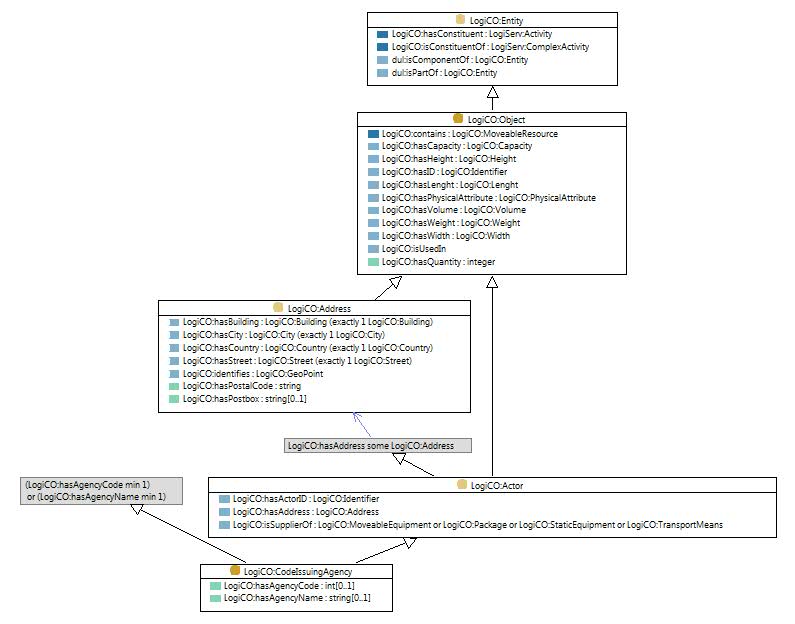 LogiCO:Entity
LogiCO:hasConstituent : LogiServ:Activity
LogiCO:isConstituentOf : LogiServ:ComplexActivity
dul:isComponentOf : LogiCO:Entity
dul:isPartOf : LogiCO:Entity
LogiCO:Object
LogiCO:contains : LogiCO:MoveableResource
LogiCO:hasCapacity : LogiCO:Capacity
LogiCO:hasHeight : LogiCO:Height
LogiCO:hasID : LogiCO:Identifier
LogiCO:hasLenght : LogiCO:Lenght
LogiCO:hasPhysicalAttribute : LogiCO:PhysicalAttribute
LogiCO:hasVolume : LogiCO:Volume
LogiCO:hasWeight : LogiCO:Weight
LogiCO:hasWidth : LogiCO:Width
LogiCO:isUsedIn
LogiCO:hasQuantity : integer
LogiCO:Address
LogiCO:hasBuilding : LogiCO:Building (exactly 1 LogiCO:Building)
LogiCO:hasCity : LogiCO:City (exactly 1 LogiCO:City)
LogiCO:hasCountry : LogiCO:Country (exactly 1 LogiCO:Country)
LogiCO:hasStreet : LogiCO:Street (exactly 1 LogiCO:Street)
LogiCO:identifies : LogiCO:GeoPoint
LogiCO:hasPostalCode : string
LogiCO:hasPostbox : string[0..1]
LogiCO:hasAddress some LogiCO:Address
(LogiCO:hasAgencyCode min 1)
or (LogiCO:hasAgencyName min 1)
LogiCO:Actor
LogiCO:hasActorID : LogiCO:Identifier
LogiCO:hasAddress : LogiCO:Address
LogiCO:isSupplierOf : LogiCO:MoveableEquipment or LogiCO:Package or LogiCO:StaticEquipment or LogiCO:TransportMeans
LogiCO:CodeIssuingAgency
LogiCO:hasAgencyCode : int[0..1]
LogiCO:hasAgencyName : string[0..1]